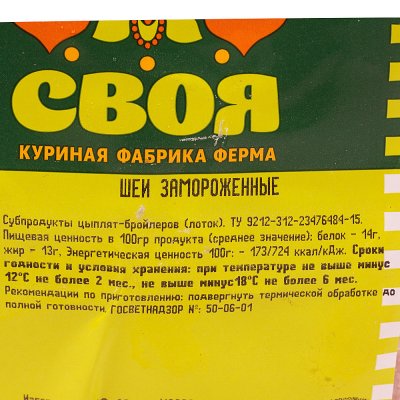 СВОЯ
КУРИНАЯ ФАБРИКА ФЕРМА
ШЕИ ЗАМОРОЖЕННЫЕ
Субпродукты цыплят-бройлеров (лоток). ТУ 9212-312-23476484-15.
Пищевая ценность в 100гр продукта (среднее значение): белок - 14г.
жир - 13г. Энергетическая ценность 100г: - 173/724 ккал/кДж. Сроки
годности и условия хранения: при температуре не выше минус
12°С не более 2 мес., не выше минус18°С не более 6 мес.
Рекомендации по приготовлению: подвергнуть термической обработке до
полной готовности. ГОСВЕТНАДЗОР №: 50-06-01